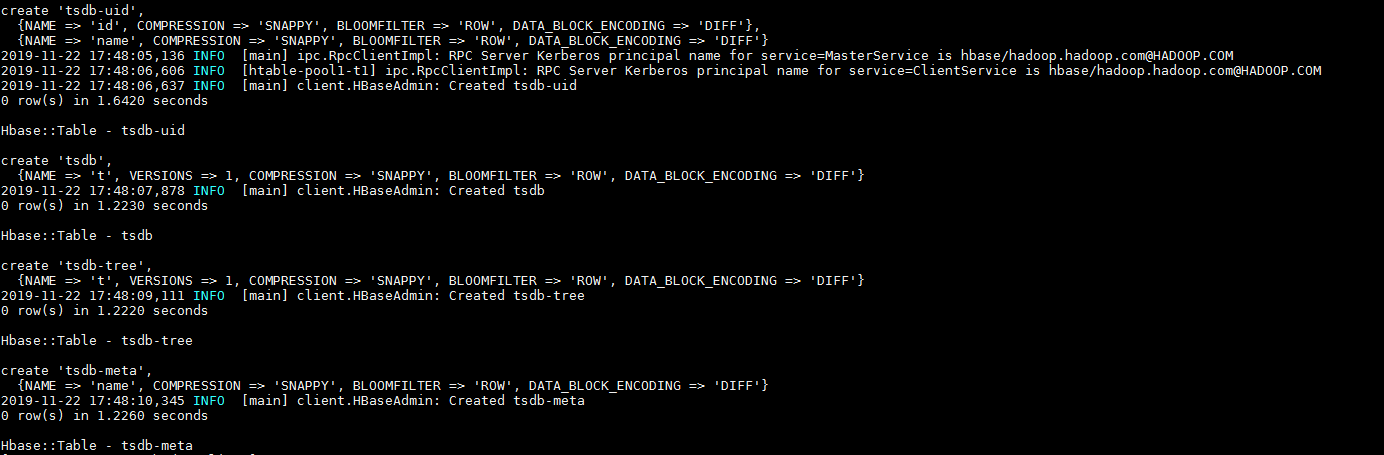 create 'tsdb-uid',
  {NAME => 'id', COMPRESSION => 'SNAPPY', BLOOMFILTER => 'ROW', DATA_BLOCK_ENCODING => 'DIFF'},
  {NAME => 'name', COMPRESSION => 'SNAPPY', BLOOMFILTER => 'ROW', DATA_BLOCK_ENCODING => 'DIFF'}
2019-11-22 17:48:05,136 INFO  [main] ipc.RpcClientImpl: RPC Server Kerberos principal name for service=MasterService is hbase/hadoop.hadoop.com@HADOOP.COM
2019-11-22 17:48:06,606 INFO  [htable-pool1-t1] ipc.RpcClientImpl: RPC Server Kerberos principal name for service=ClientService is hbase/hadoop.hadoop.com@HADOOP.COM
2019-11-22 17:48:06,637 INFO  [main] client.HBaseAdmin: Created tsdb-uid
0 row(s) in 1.6420 seconds

Hbase::Table - tsdb-uid

create 'tsdb',
  {NAME => 't', VERSIONS => 1, COMPRESSION => 'SNAPPY', BLOOMFILTER => 'ROW', DATA_BLOCK_ENCODING => 'DIFF'}
2019-11-22 17:48:07,878 INFO  [main] client.HBaseAdmin: Created tsdb
0 row(s) in 1.2230 seconds

Hbase::Table - tsdb

create 'tsdb-tree',
  {NAME => 't', VERSIONS => 1, COMPRESSION => 'SNAPPY', BLOOMFILTER => 'ROW', DATA_BLOCK_ENCODING => 'DIFF'}
2019-11-22 17:48:09,111 INFO  [main] client.HBaseAdmin: Created tsdb-tree
0 row(s) in 1.2220 seconds

Hbase::Table - tsdb-tree

create 'tsdb-meta',
  {NAME => 'name', COMPRESSION => 'SNAPPY', BLOOMFILTER => 'ROW', DATA_BLOCK_ENCODING => 'DIFF'}
2019-11-22 17:48:10,345 INFO  [main] client.HBaseAdmin: Created tsdb-meta
0 row(s) in 1.2260 seconds

Hbase::Table - tsdb-meta